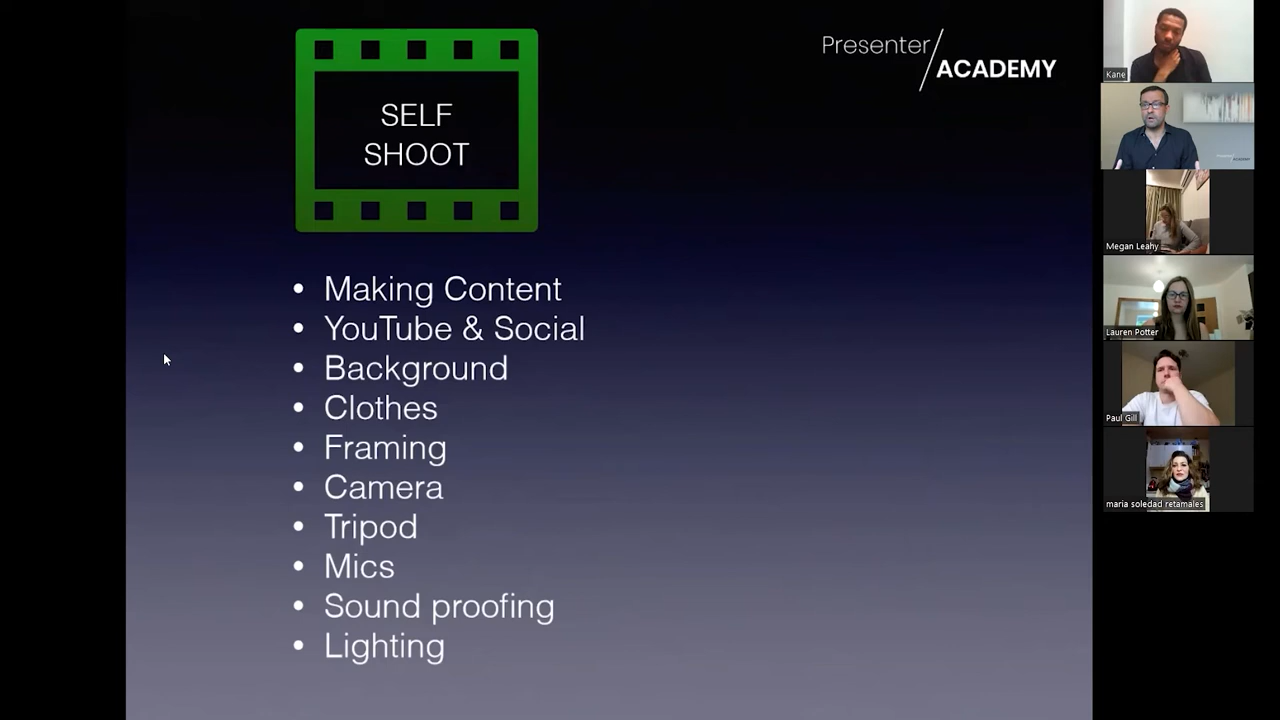 SELF
SHOOT
Presenter
ACADEMY
• Making Content
• YouTube & Social
• Background
• Clothes
• Framing
• Camera
• Tripod
• Mics
• Sound proofing
• Lighting
Kane
Megan Leahy
Lauren Potter
Paul Gill
maria soledad retamales